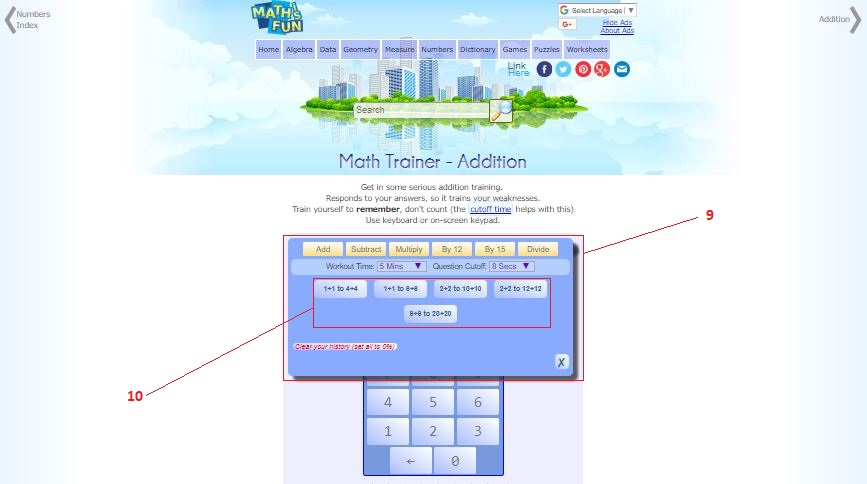 Numbers
Index
MATH IS
FUN
Select Language ▼
G+
Hide Ads
About Ads
Addition
Home Algebra Data Geometry Measure Numbers Dictionary Games Puzzles Worksheets
Link
Here
Search
Math Trainer - Addition
Get in some serious addition training.
Responds to your answers, so it trains your weaknesses.
Train yourself to remember, don't count (the cutoff time helps with this)
Use keyboard or on-screen keypad.
9
Add Subtract Multiply By 12 By 15 Divide
Workout Time: 5 Mins ▼ Question Cutoff: 8 Secs ▼
1+1 to 4+4 1+1 to 6+6 2+2 to 10+10 2+2 to 12+12
8+8 to 20+20
Clear your history (set all to 0%)
X
10
4 5 6
1 2 3
← 0